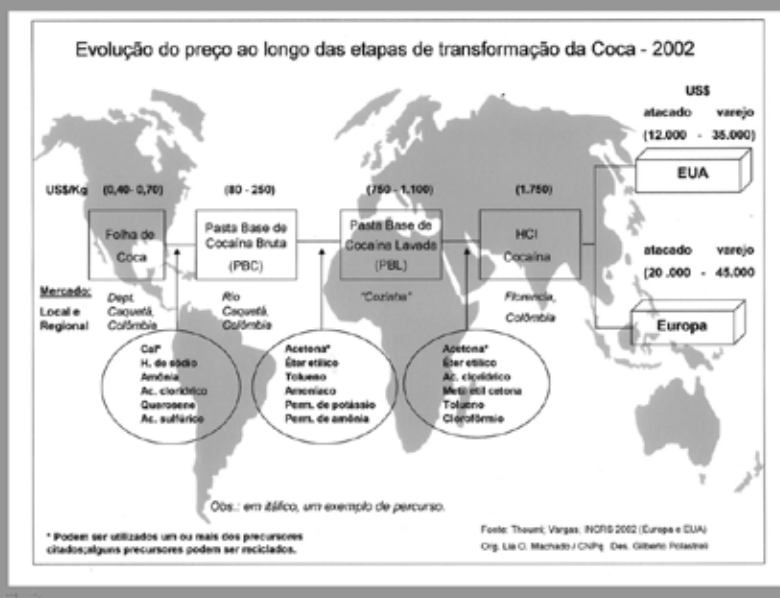 Evolução do preço ao longo das etapas de transformação da Coca - 2002
US$
atacado varejo
(12.000 - 35.000)
EUA
US$/Kg (0,40- 0,70) (80 - 250) (750 - 1.100) (1.750)
Folha de
Coca
Pasta Base de
Cocaína Bruta
(PBC)
Pasta Base de
Cocaína Lavada
(PBL)
HCl
Cocaína
atacado varejo
(20 .000 - 45.000
Europa
Mercado:
Local e
Regional
Dept.
Caquetá,
Colômbia
Rio
Caquetá,
Colômbia
"Cozinha"
Florencia,
Colômbia
Cal*
H. de sódio
Amônia
Ac. clorídrico
Querosene
Ac. sulfúrico
Acetona*
Éter etílico
Tolueno
Amoníaco
Perm. de potássio
Perm. de amônia
Acetona*
Éter etílico
Ac. clorídrico
Metil etil cetona
Tolueno
Clorofórmio
Obs.: em itálico, um exemplo de percurso.
* Podem ser utilizados um ou mais dos precursores
citados;alguns precursores podem ser reciclados.
Fonte: Thoumi; Vargas; INCRS 2002 (Europa e EUA)
Org. Lia O. Machado / CNPq Des. Gilberto